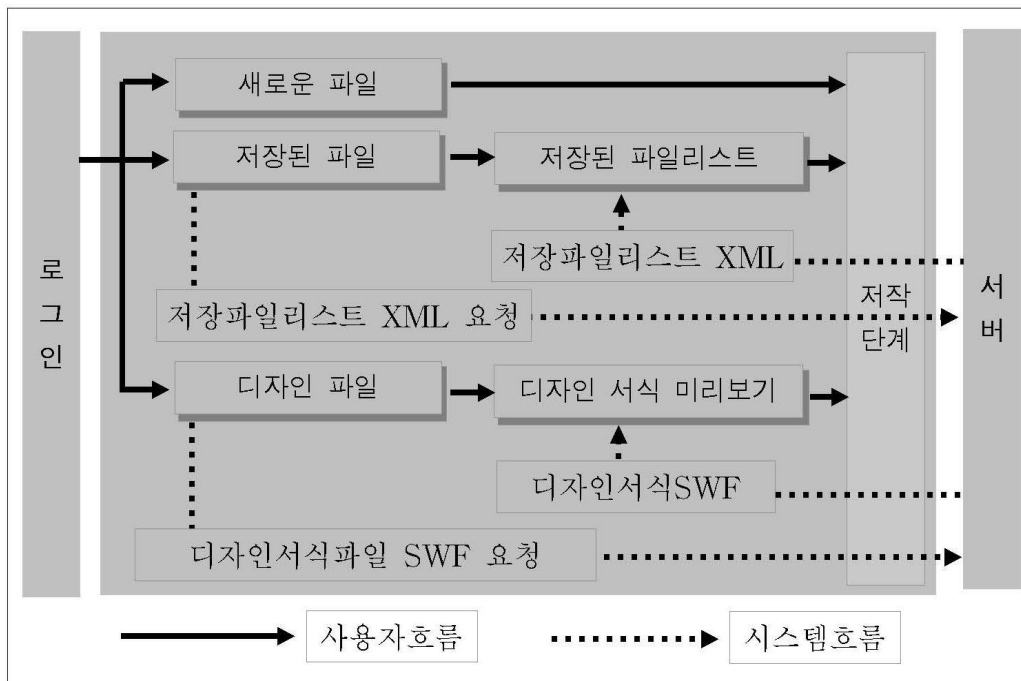 새로운 파일
저장된 파일
저장된 파일리스트
저장파일리스트 XML
로그인
저장파일리스트 XML 요청
저작
단계
서버
디자인 파일
디자인 서식 미리보기
디자인서식SWF
디자인서식파일 SWF 요청
사용자흐름
시스템흐름